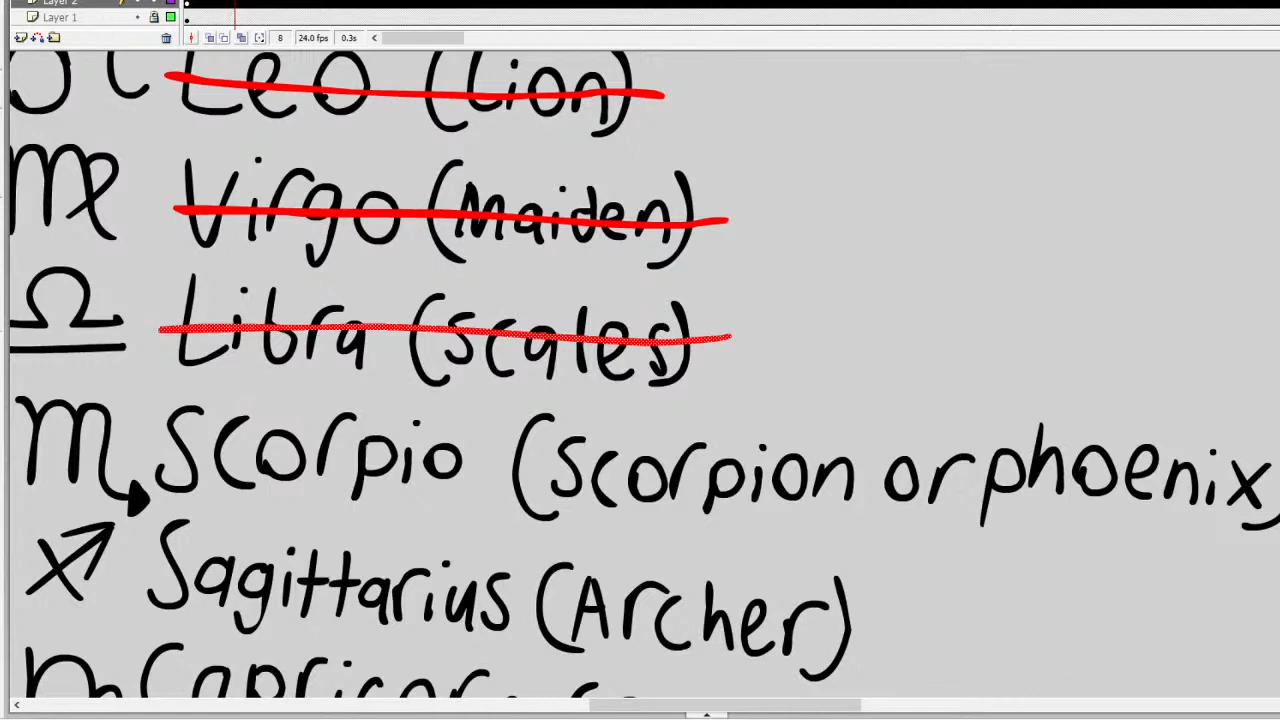 Layer 2
Layer 1
8 24.0 fps 0.3s
Leo (Lion)
Virgo (Maiden)
Libra (scales)
Scorpio (scorpion or phoenix)
Sagittarius (Archer)
Capricorn